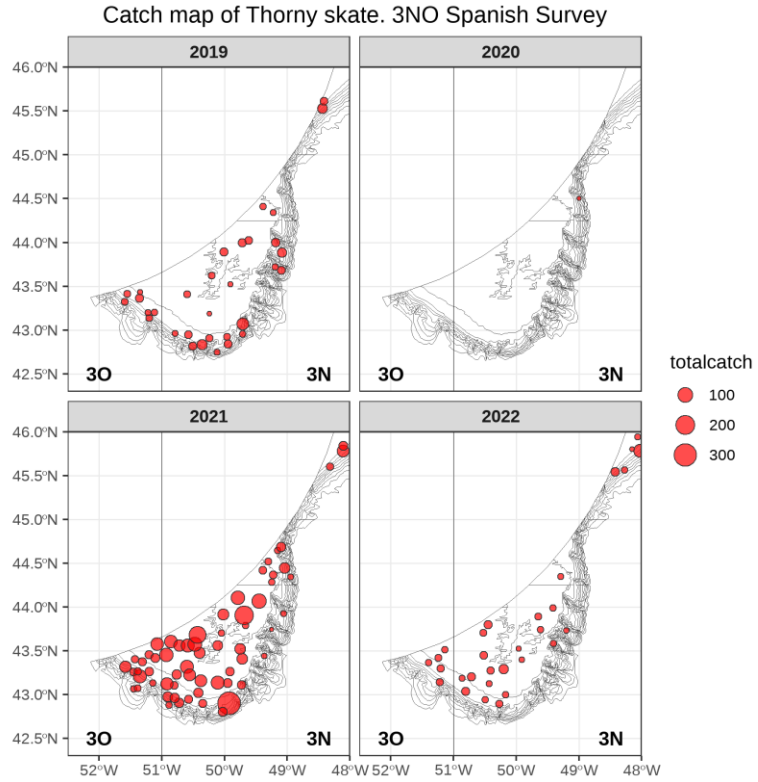 Catch map of Thorny skate. 3NO Spanish Survey
2019
2020
46.0°N
45.5°N
45.0°N
44.5°N
44.0°N
43.5°N
43.0°N
42.5°N
3O
3N
3O
3N
totalcatch
100
200
300
2021
2022
46.0°N
45.5°N
45.0°N
44.5°N
44.0°N
43.5°N
43.0°N
42.5°N
3O
3N
3O
3N
52°W 51°W 50°W 49°W 48°W 52°W 51°W 50°W 49°W 48°W